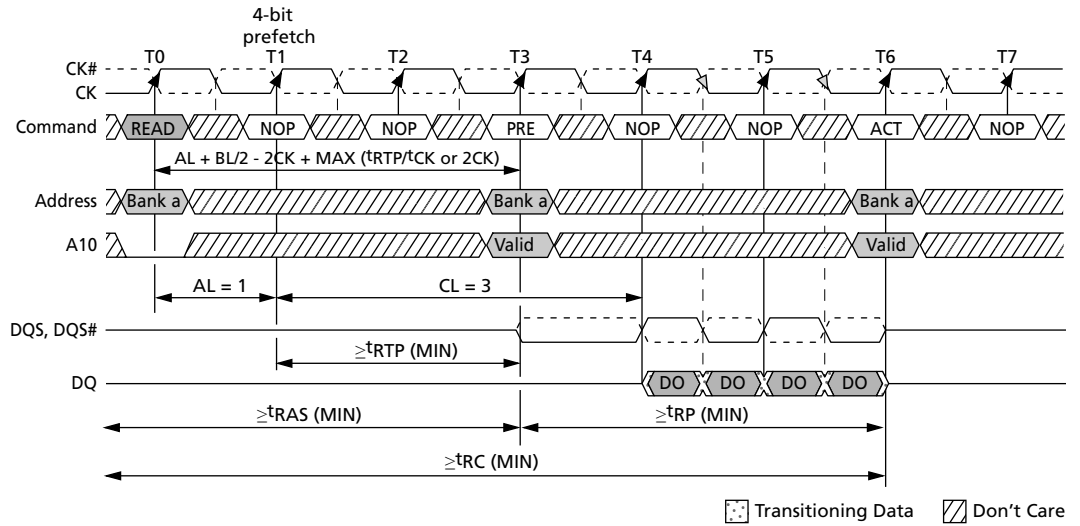 4-bit
prefetch
T0 T1 T2 T3 T4 T5 T6 T7
CK#
CK
Command READ NOP NOP PRE NOP NOP ACT NOP
AL + BL/2 - 2CK + MAX (tRTP/tCK or 2CK)
Address Bank a Bank a Bank a
A10 Valid Valid
AL = 1 CL = 3
DQS, DQS#
≥tRTP (MIN)
DQ DO DO DO DO
≥tRAS (MIN) ≥tRP (MIN)
≥tRC (MIN)
Transitioning Data Don't Care